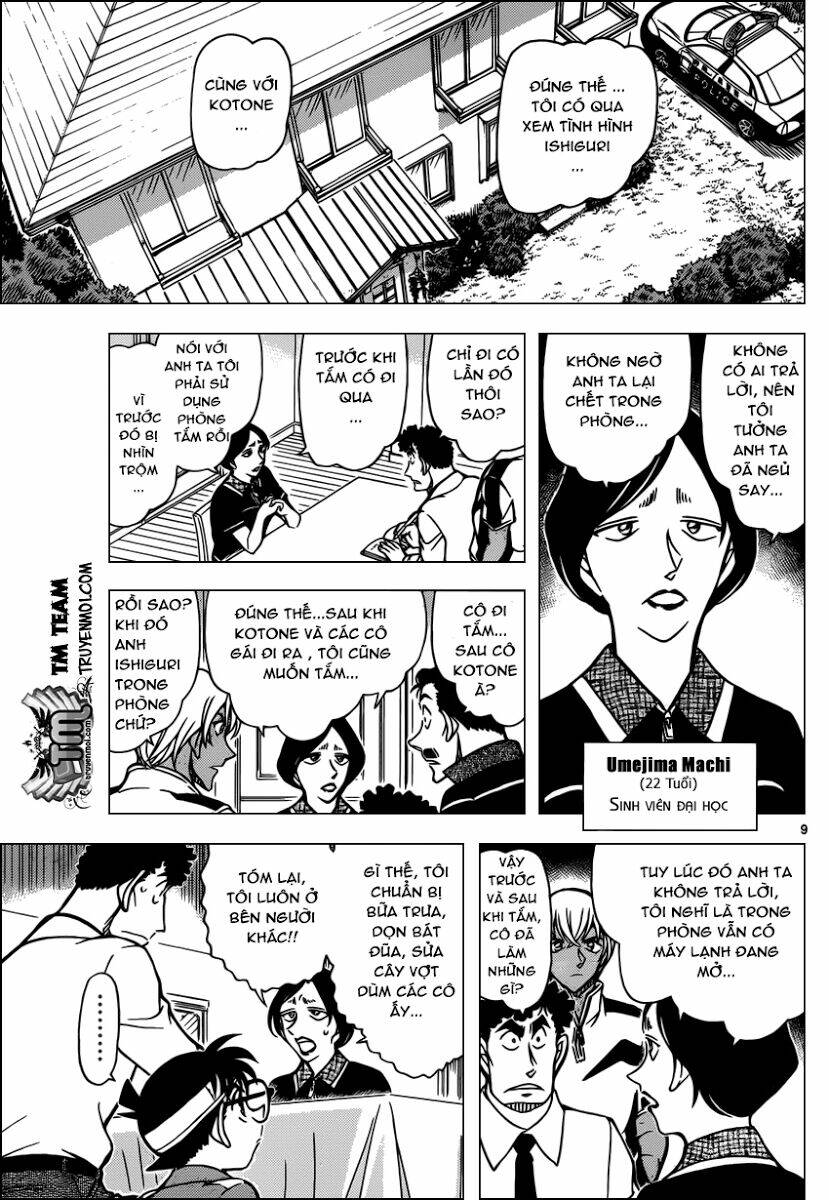 ĐÚNG THẾ ...
TÔI CÓ QUA
XEM TÌNH HÌNH
ISHIGURI
...
CÙNG VỚI
KOTONE
...
POLICE
KHÔNG
CÓ AI TRẢ
LỜI, NÊN
TÔI
TƯỞNG
ANH TA
ĐÃ NGỦ
SAY...
KHÔNG NGỜ
ANH TA LẠI
CHẾT TRONG
PHÒNG...
Umejima Machi
(22 Tuổi)
SINH VIÊN ĐẠI HỌC
CHỈ ĐI CÓ
LẦN ĐÓ
THÔI
SAO?
TRƯỚC KHI
TẮM CÓ ĐI
QUA
...
NÓI VỚI
ANH TA TÔI
PHẢI SỬ
DỤNG
PHÒNG
TẮM RỒI
VÌ
TRƯỚC
ĐÓ BỊ
NHÌN
TRỘM
...
CÔ ĐI
TẮM...
SAU CÔ
KOTONE
À?
ĐÚNG THẾ...SAU KHI
KOTONE VÀ CÁC CÔ
GÁI ĐI RA , TÔI CŨNG
MUỐN TẮM...
RỒI SAO?
KHI ĐÓ
ANH
ISHIGURI
TRONG
PHÒNG
CHỨ?
TM TEAM
TRUYENMOI.COM
TM
truyenmoi.com
9
TUY LÚC ĐÓ ANH TA
KHÔNG TRẢ LỜI,
TÔI NGHĨ LÀ TRONG
PHÒNG VẪN CÓ
MÁY LẠNH ĐANG
MỞ...
VẬY
TRƯỚC
VÀ SAU
KHI TẮM,
CÔ ĐÃ
LÀM
NHỮNG
GÌ?
GÌ THẾ, TÔI
CHUẨN BỊ
BỮA TRƯA,
DỌN BÁT
ĐŨA, SỬA
CÂY VỢT
DÙM CÁC CÔ
ẤY...
TÓM LẠI,
TÔI LUÔN Ở
BÊN NGƯỜI
KHÁC!!
.........